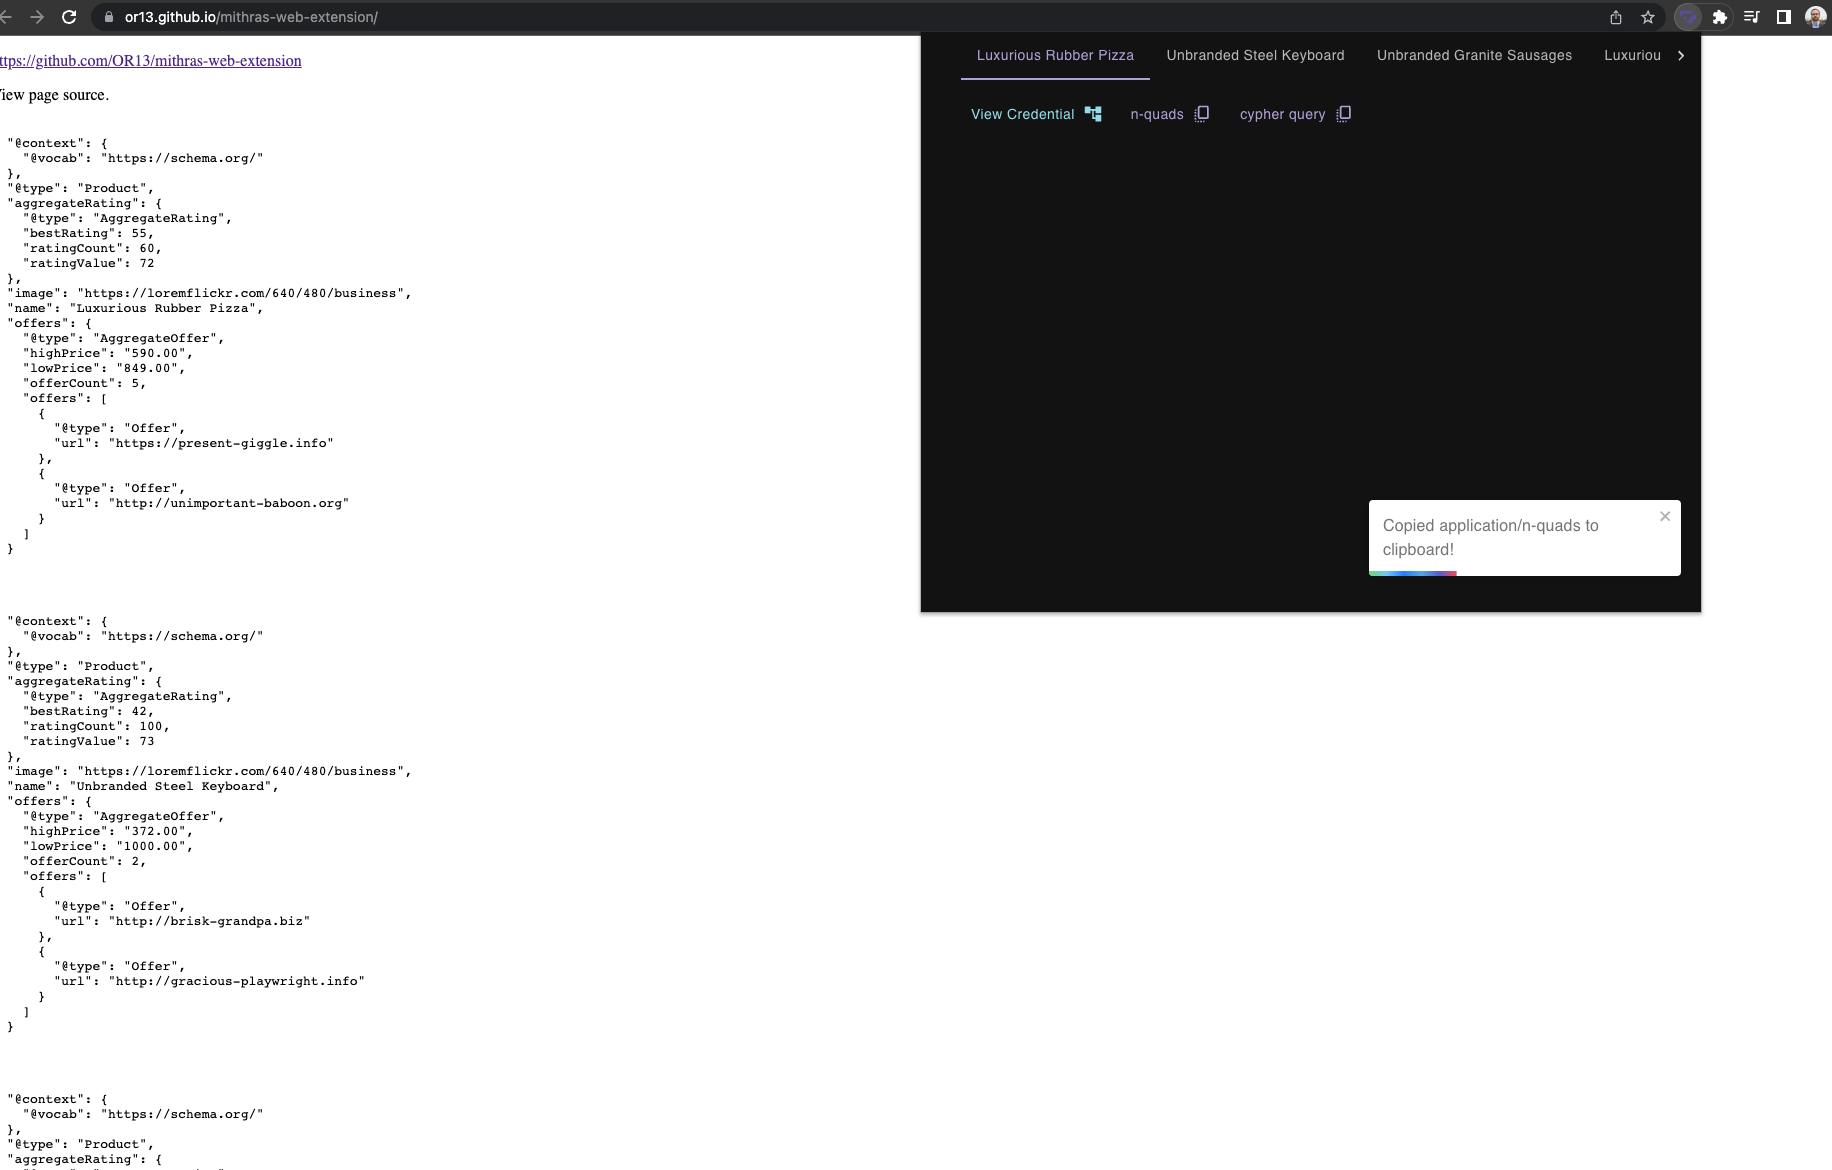 or13.github.io/mithras-web-extension/
ttps://github.com/OR13/mithras-web-extension
iew page source.
"@context": {
"@vocab": "https://schema.org/"
},
"@type": "Product",
"aggregateRating": {
"@type": "AggregateRating",
"bestRating": 55,
"ratingCount": 60,
"ratingValue": 72
},
"image": "https://loremflickr.com/640/480/business",
"name": "Luxurious Rubber Pizza",
"offers": {
"@type": "AggregateOffer",
"highPrice": "590.00",
"lowPrice": "849.00",
"offerCount": 5,
"offers": [
{
"@type": "Offer",
"url": "https://present-giggle.info"
},
{
"@type": "Offer",
"url": "http://unimportant-baboon.org"
}
]
}
"@context": {
"@vocab": "https://schema.org/"
},
"@type": "Product",
"aggregateRating": {
"@type": "AggregateRating",
"bestRating": 42,
"ratingCount": 100,
"ratingValue": 73
},
"image": "https://loremflickr.com/640/480/business",
"name": "Unbranded Steel Keyboard",
"offers": {
"@type": "AggregateOffer",
"highPrice": "372.00",
"lowPrice": "1000.00",
"offerCount": 2,
"offers": [
{
"@type": "Offer",
"url": "http://brisk-grandpa.biz"
},
{
"@type": "Offer",
"url": "http://gracious-playwright.info"
}
]
}
"@context": {
"@vocab": "https://schema.org/"
},
"@type": "Product",
"aggregateRating": {
Luxurious Rubber Pizza
Unbranded Steel Keyboard
Unbranded Granite Sausages
Luxuriou
View Credential
n-quads
cypher query
Copied application/n-quads to
clipboard!